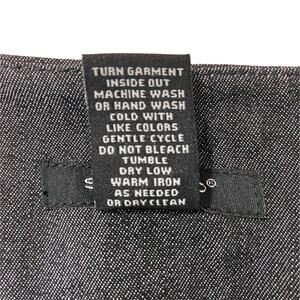 TURN GARMENT
INSIDE OUT
MACHINE WASH
OR HAND WASH
COLD WITH
LIKE COLORS
GENTLE CYCLE
DO NOT BLEACH
TUMBLE
DRY LOW
WARM IRON
AS NEEDED
OR DRY CLEAN
®